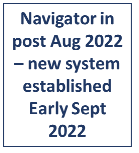 Navigator in
post Aug 2022
– new system
established
Early Sept
2022